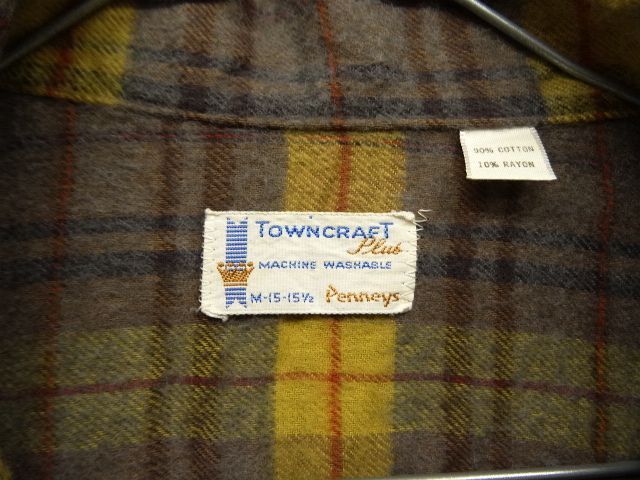 90% COTTON
10% RAYON
TOWNCRAFT
Plus
MACHINE WASHABLE
M-15-15½ Penneys